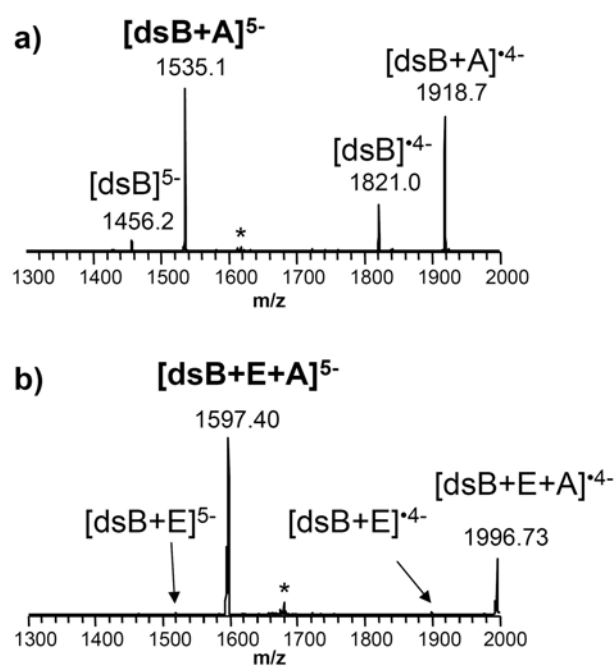 a)
[dsB+A]5-
1535.1
[dsB+A]•4-
1918.7
[dsB]5-
1456.2
[dsB]•4-
1821.0
*
1300 1400 1500 1600 1700 1800 1900 2000
m/z
b)
[dsB+E+A]5-
1597.40
[dsB+E]5-
[dsB+E]•4-
[dsB+E+A]•4-
1996.73
*
1300 1400 1500 1600 1700 1800 1900 2000
m/z